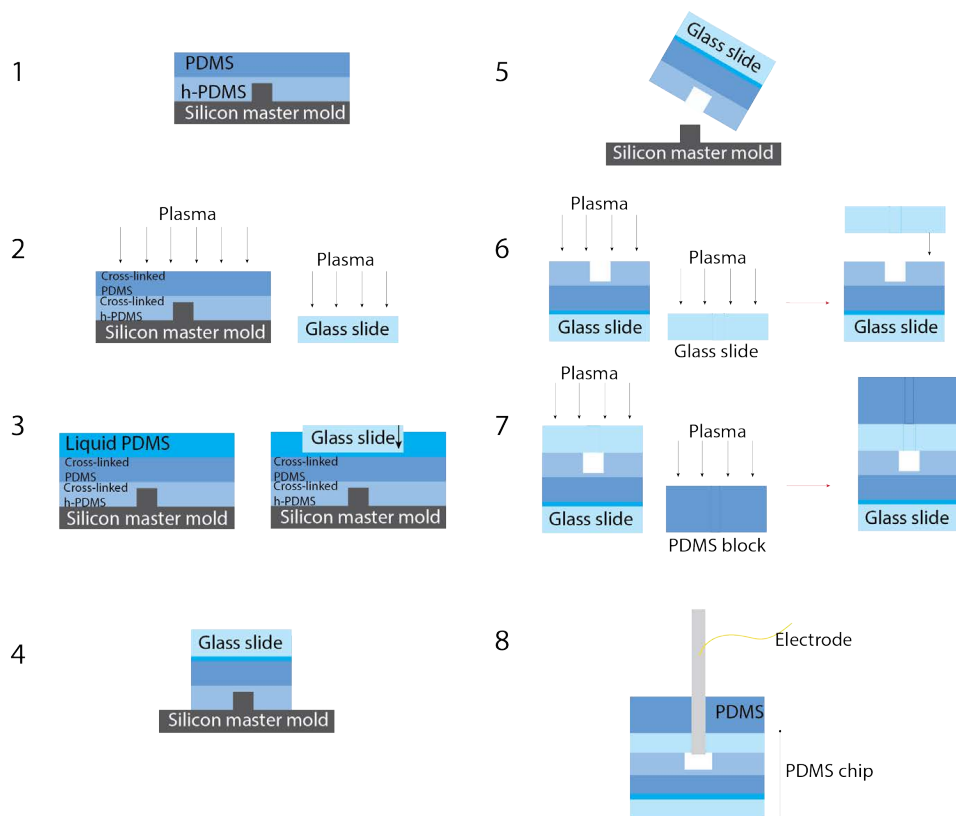 1
PDMS
h-PDMS
Silicon master mold
2
Plasma
Cross-linked
PDMS
Cross-linked
h-PDMS
Silicon master mold
Plasma
Glass slide
3
Liquid PDMS
Cross-linked
PDMS
Cross-linked
h-PDMS
Silicon master mold
Glass slide
Cross-linked
PDMS
Cross-linked
h-PDMS
Silicon master mold
4
Glass slide
Silicon master mold
5
Glass slide
Silicon master mold
6
Plasma
Glass slide
Plasma
Glass slide
Glass slide
7
Plasma
Glass slide
Plasma
PDMS block
Glass slide
8
Electrode
PDMS
PDMS chip